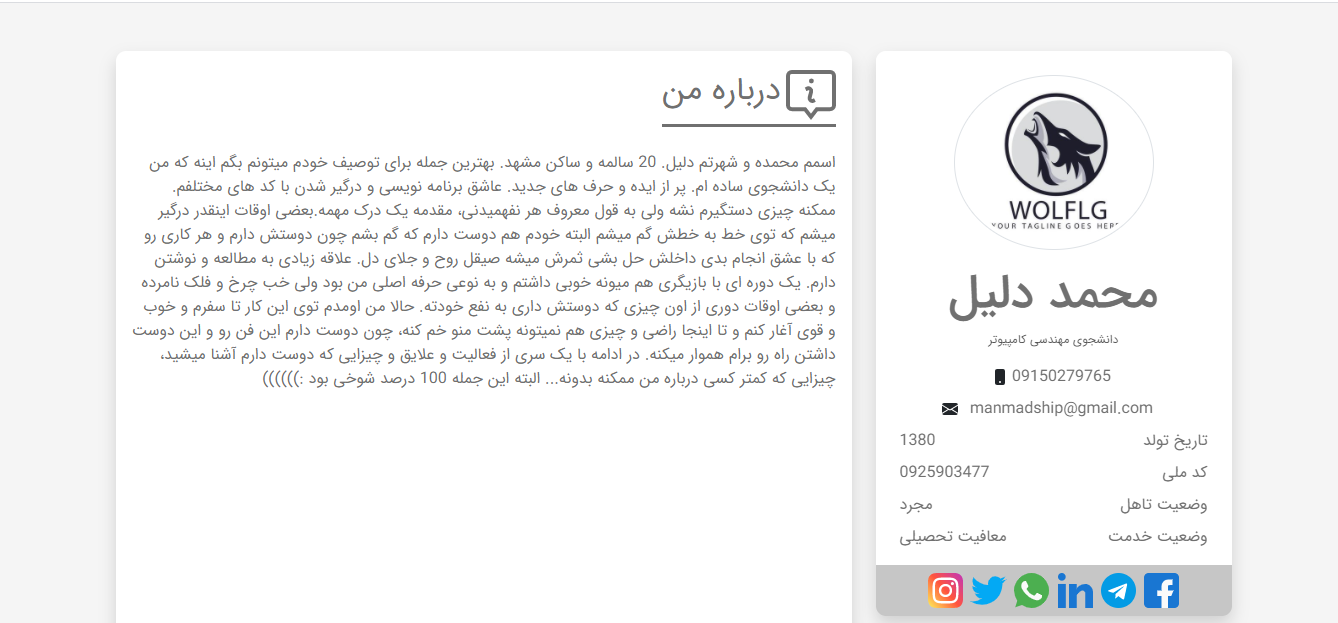 درباره من
اسمم محمده و شهرتم دلیل. 20 سالمه و ساکن مشهد. بهترین جمله برای توصیف خودم میتونم بگم اینه که من
یک دانشجوی ساده ام. پر از ایده و حرف های جدید. عاشق برنامه نویسی و درگیر شدن با کد های مختلفم.
ممکنه چیزی دستگیرم نشه ولی به قول معروف هر نفهمیدنی، مقدمه یک درک مهمه.بعضی اوقات اینقدر درگیر
میشم که توی خط به خطش گم میشم البته خودم هم دوست دارم که گم بشم چون دوستش دارم و هر کاری رو
که با عشق انجام بدی داخلش حل بشی ثمرش میشه صیقل روح و جلای دل. علاقه زیادی به مطالعه و نوشتن
دارم. یک دوره ای با بازیگری هم میونه خوبی داشتم و به نوعی حرفه اصلی من بود ولی خب چرخ و فلک نامرده
و بعضی اوقات دوری از اون چیزی که دوستش داری به نفع خودته. حالا من اومدم توی این کار تا سفرم و خوب
و قوی آغار کنم و تا اینجا راضی و چیزی هم نمیتونه پشت منو خم کنه، چون دوست دارم این فن رو و این دوست
داشتن راه رو برام هموار میکنه. در ادامه با یک سری از فعالیت و علایق و چیزایی که دوست دارم آشنا میشید،
چیزایی که کمتر کسی درباره من ممکنه بدونه... البته این جمله 100 درصد شوخی بود :))))))
WOLFLG
YOUR TAGLINE GOES HERE
محمد دلیل
دانشجوی مهندسی کامپیوتر
09150279765
manmadship@gmail.com
تاریخ تولد 1380
کد ملی 0925903477
وضعیت تاهل مجرد
وضعیت خدمت معافیت تحصیلی